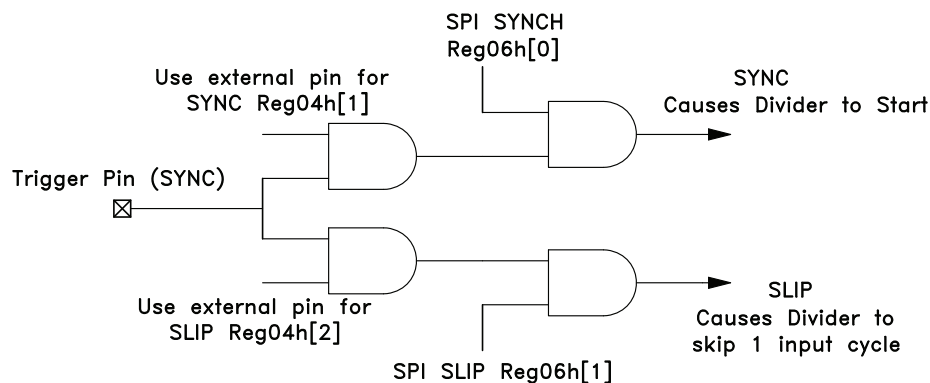 SPI SYNCH
Reg06h[0]
Use external pin for
SYNC Reg04h[1]
SYNC
Causes Divider to Start
Trigger Pin (SYNC)
Use external pin for
SLIP Reg04h[2]
SLIP
Causes Divider to
skip 1 input cycle
SPI SLIP Reg06h[1]